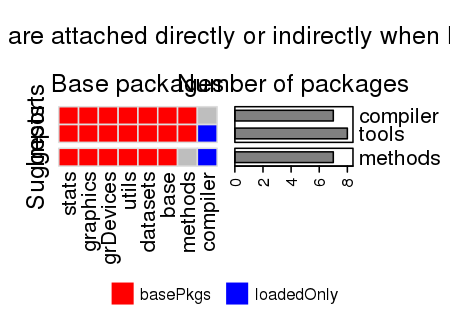 are attached directly or indirectly when
Base packages
Number of packages
Imports
Suggests
compiler
tools
methods
stats
graphics
grDevices
utils
datasets
base
methods
compiler
0 2 4 6 8
basePkgs
loadedOnly